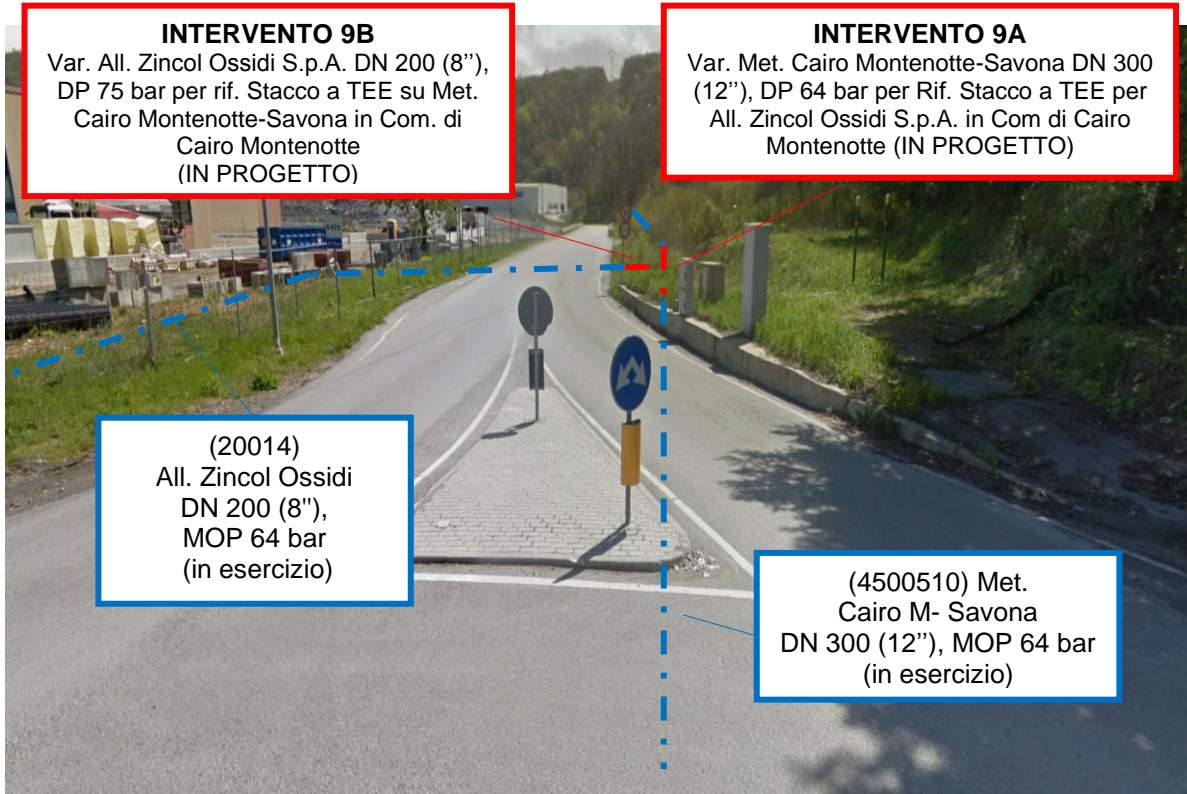 INTERVENTO 9B
Var. All. Zincol Ossidi S.p.A. DN 200 (8’’),
DP 75 bar per rif. Stacco a TEE su Met.
Cairo Montenotte-Savona in Com. di
Cairo Montenotte
(IN PROGETTO)
INTERVENTO 9A
Var. Met. Cairo Montenotte-Savona DN 300
(12’’), DP 64 bar per Rif. Stacco a TEE per
All. Zincol Ossidi S.p.A. in Com di Cairo
Montenotte (IN PROGETTO)
(20014)
All. Zincol Ossidi
DN 200 (8"),
MOP 64 bar
(in esercizio)
(4500510) Met.
Cairo M- Savona
DN 300 (12’’), MOP 64 bar
(in esercizio)